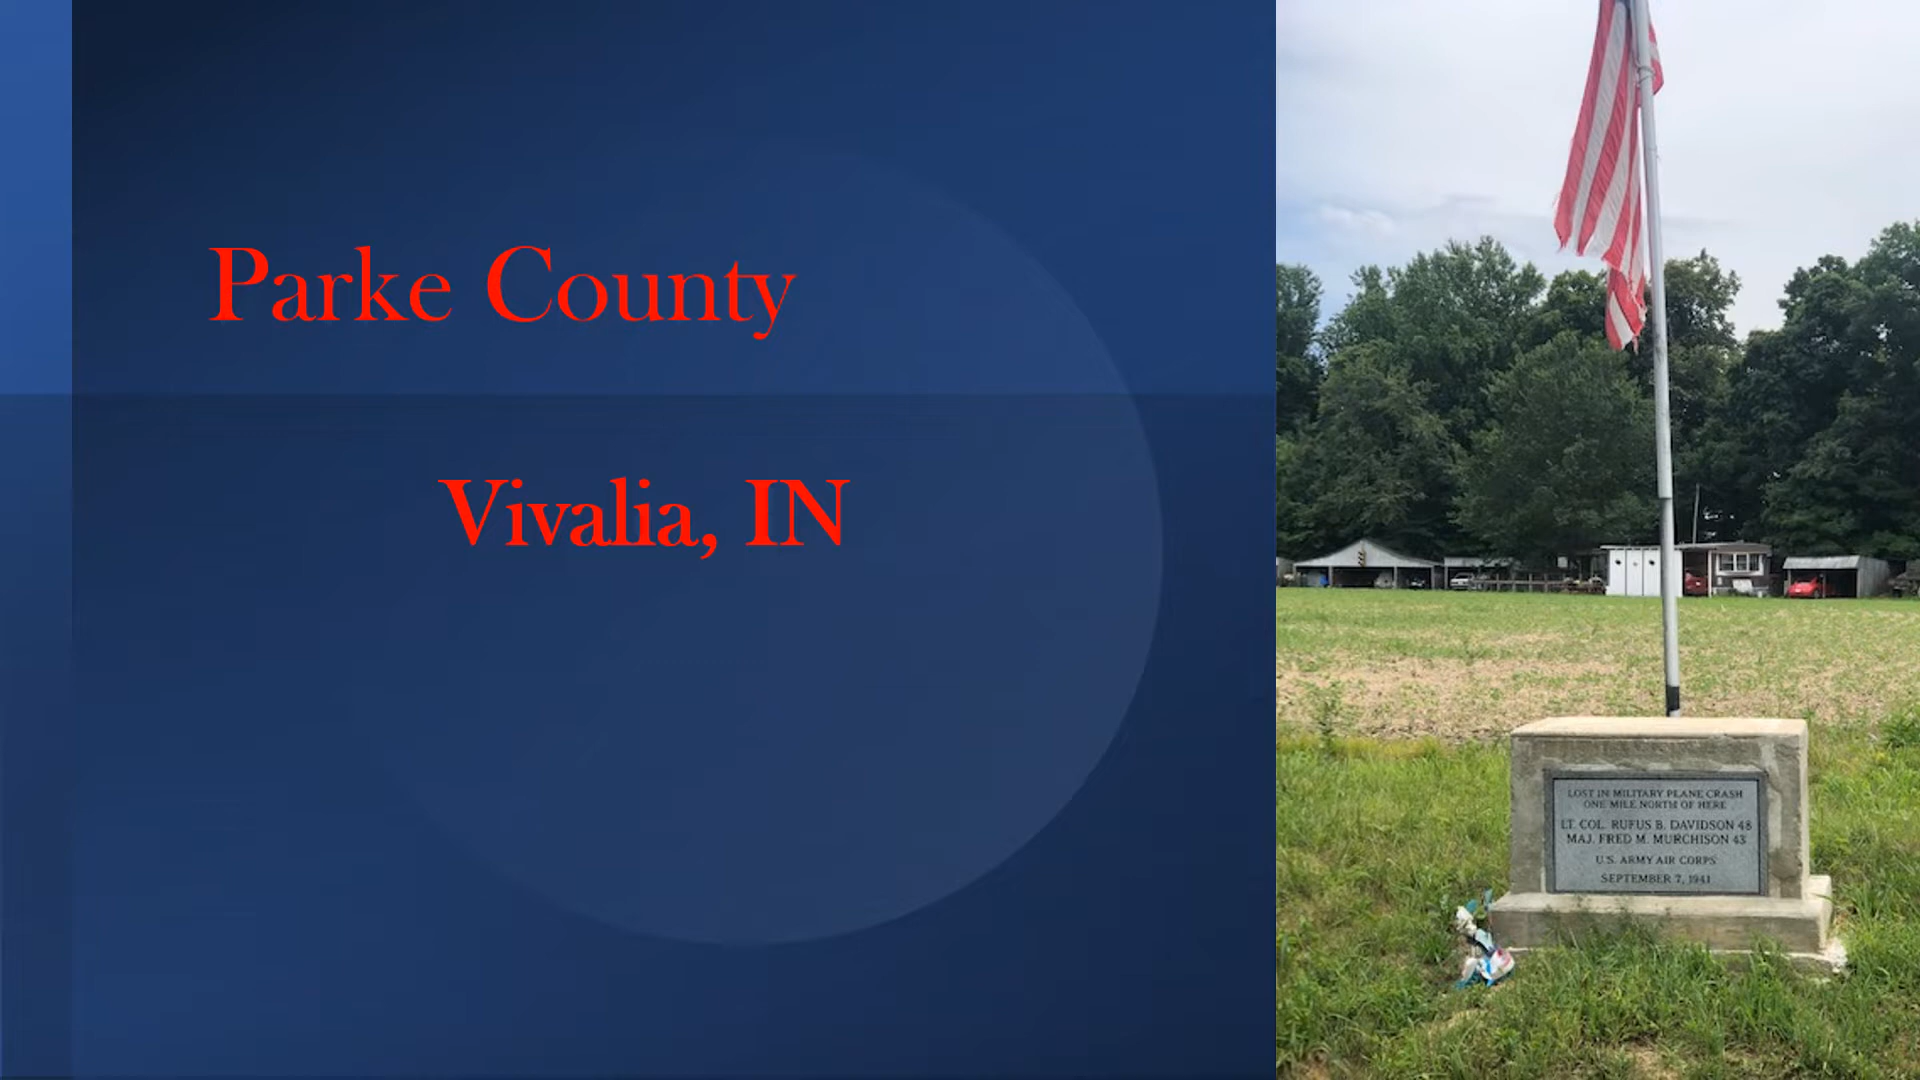 Parke County
Vivalia, IN
LOST IN MILITARY PLANE CRASH
ONE MILE NORTH OF HERE
LT. COL. RUFUS B. DAVIDSON 48
MAJ. FRED M. MURCHISON 43
U.S. ARMY AIR CORPS
SEPTEMBER 7, 1941